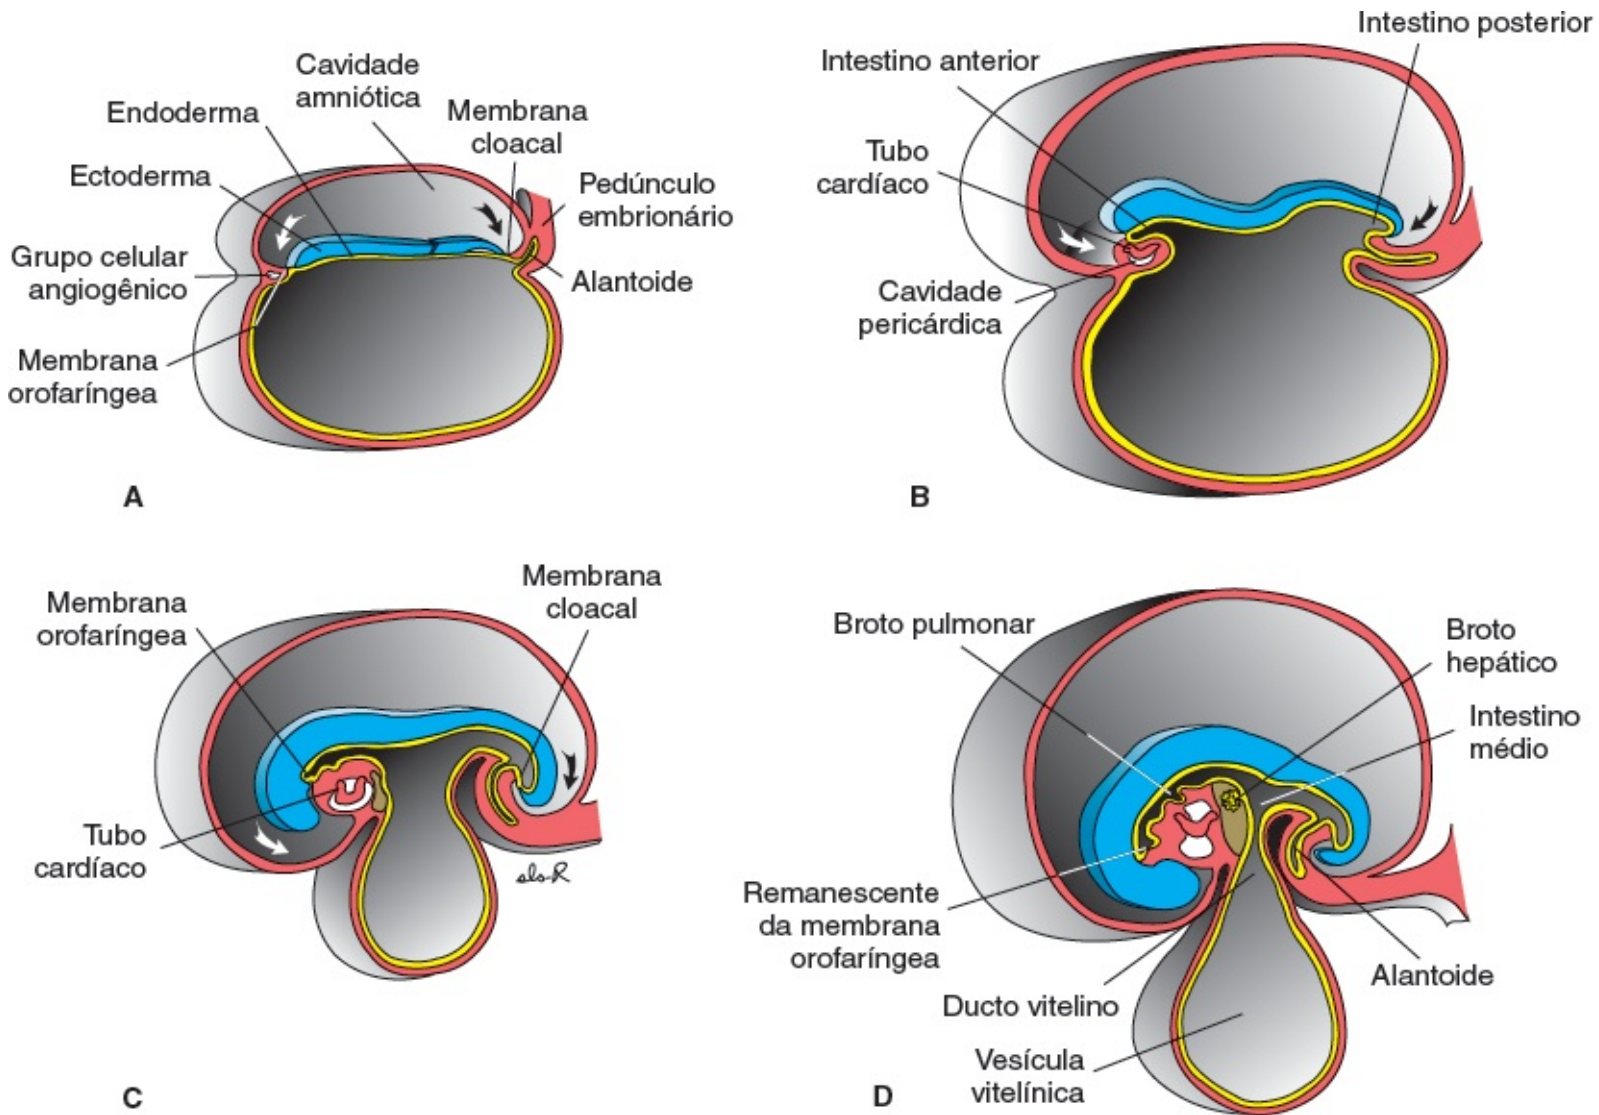 Cavidade
amniótica
Endoderma
Membrana
cloacal
Ectoderma
Pedúnculo
embrionário
Grupo celular
angiogênico
Alantoide
Membrana
orofaríngea
A
Intestino posterior
Intestino anterior
Tubo
cardíaco
Cavidade
pericárdica
B
Membrana
orofaríngea
Membrana
cloacal
Tubo
cardíaco
sls-R
C
Broto pulmonar
Broto
hepático
Intestino
médio
Remanescente
da membrana
orofaríngea
Alantoide
Ducto vitelino
Vesícula
vitelínica
D